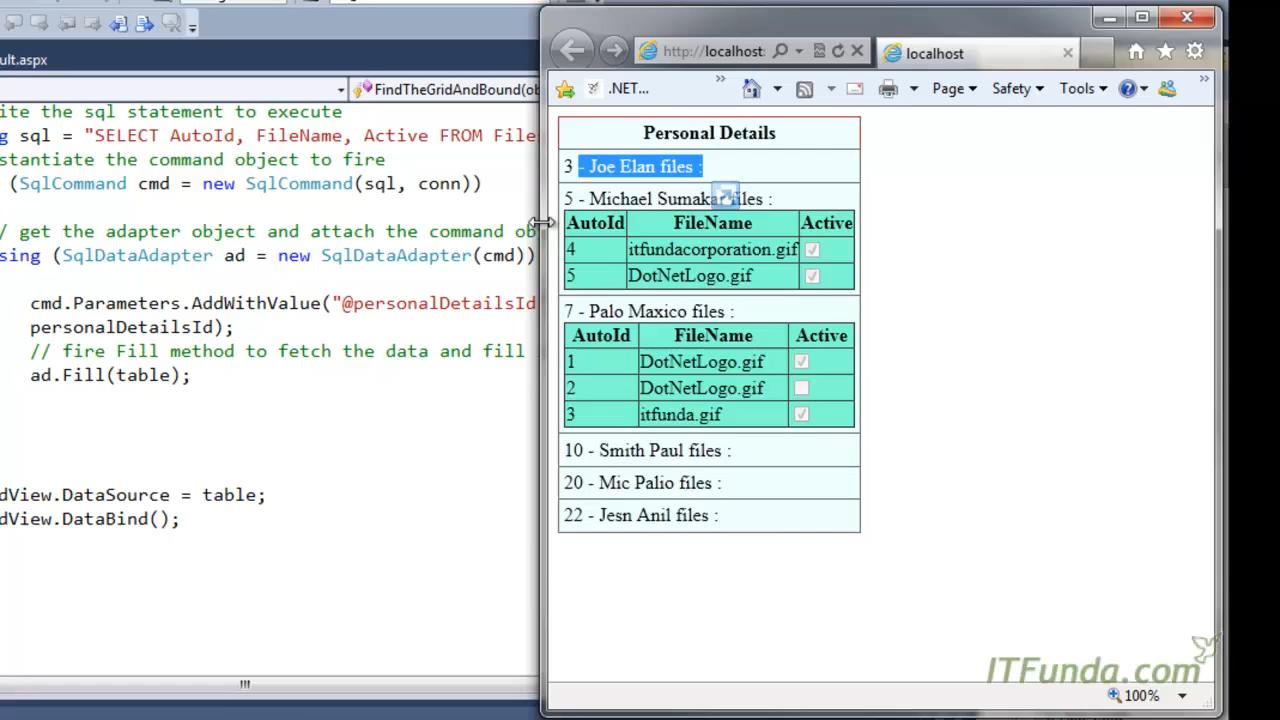 ult.aspx
FindTheGridAndBound(ob
ite the sql statement to execute
g sql = "SELECT AutoId, FileName, Active FROM File
stantiate the command object to fire
(SqlCommand cmd = new SqlCommand(sql, conn))
/ get the adapter object and attach the command ob
sing (SqlDataAdapter ad = new SqlDataAdapter(cmd))
cmd.Parameters.AddWithValue("@personalDetailsId
personalDetailsId);
// fire Fill method to fetch the data and fill
ad.Fill(table);
dView.DataSource = table;
dView.DataBind();
http://localhost:
localhost
.NET...
Page
Safety
Tools
Personal Details
3 - Joe Elan files :
5 - Michael Sumakar files :
AutoId FileName Active
4 itfundacorporation.gif
5 DotNetLogo.gif
7 - Palo Maxico files :
AutoId FileName Active
1 DotNetLogo.gif
2 DotNetLogo.gif
3 itfunda.gif
10 - Smith Paul files :
20 - Mic Palio files :
22 - Jesn Anil files :
ITFunda.com
100%